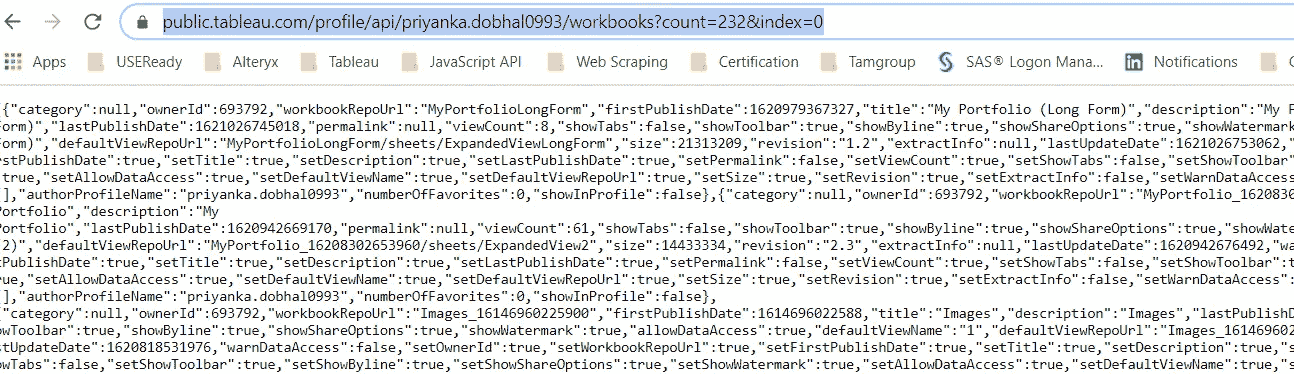 public.tableau.com/profile/api/priyanka.dobhal0993/workbooks?count=232&index=0
Apps USEReady Alteryx Tableau JavaScript API Web Scraping Certification Tamgroup SAS® Logon Mana... Notifications
[{"category":null,"ownerId":693792,"workbookRepoUrl":"MyPortfolioLongForm","firstPublishDate":1620979367327,"title":"My Portfolio (Long Form)","description":"My
Form)","lastPublishDate":1621026745018,"permalink":null,"viewCount":8,"showTabs":false,"showToolbar":true,"showByline":true,"showShareOptions":true,"showWatermark
Form)","defaultViewRepoUrl":"MyPortfolioLongForm/sheets/ExpandedViewLongForm","size":21313209,"revision":"1.2","extractInfo":null,"lastUpdateDate":1621026753062,"
rstPublishDate":true,"setTitle":true,"setDescription":true,"setLastPublishDate":true,"setPermalink":false,"setViewCount":true,"setShowTabs":false,"setShowToolbar"
true,"setAllowDataAccess":true,"setDefaultViewName":true,"setDefaultViewRepoUrl":true,"setSize":true,"setRevision":true,"setExtractInfo":false,"setWarnDataAccess
[],"authorProfileName":"priyanka.dobhal0993","numberOfFavorites":0,"showInProfile":false},{"category":null,"ownerId":693792,"workbookRepoUrl":"MyPortfolio_1620830
Portfolio","description":"My
Portfolio","lastPublishDate":1620942669170,"permalink":null,"viewCount":61,"showTabs":false,"showToolbar":true,"showByline":true,"showShareOptions":true,"showWate
(2)","defaultViewRepoUrl":"MyPortfolio_16208302653960/sheets/ExpandedView2","size":14433334,"revision":"2.3","extractInfo":null,"lastUpdateDate":1620942676492,"wa
stPublishDate":true,"setTitle":true,"setDescription":true,"setLastPublishDate":true,"setPermalink":false,"setViewCount":true,"setShowTabs":false,"setShowToolbar":t
rue,"setAllowDataAccess":true,"setDefaultViewName":true,"setDefaultViewRepoUrl":true,"setSize":true,"setRevision":true,"setExtractInfo":false,"setWarnDataAccess":
[],"authorProfileName":"priyanka.dobhal0993","numberOfFavorites":0,"showInProfile":false},
{"category":null,"ownerId":693792,"workbookRepoUrl":"Images_16146960225900","firstPublishDate":1614696022588,"title":"Images","description":"Images","lastPublishD
owToolbar":true,"showByline":true,"showShareOptions":true,"showWatermark":true,"allowDataAccess":true,"defaultViewName":"1","defaultViewRepoUrl":"Images_161469602
stUpdateDate":1620818531976,"warnDataAccess":false,"setOwnerId":true,"setWorkbookRepoUrl":true,"setFirstPublishDate":true,"setTitle":true,"setDescription":true,"s
owTabs":false,"setShowToolbar":true,"setShowByline":true,"setShowShareOptions":true,"setShowWatermark":true,"setAllowDataAccess":true,"setDefaultViewName":true,"s